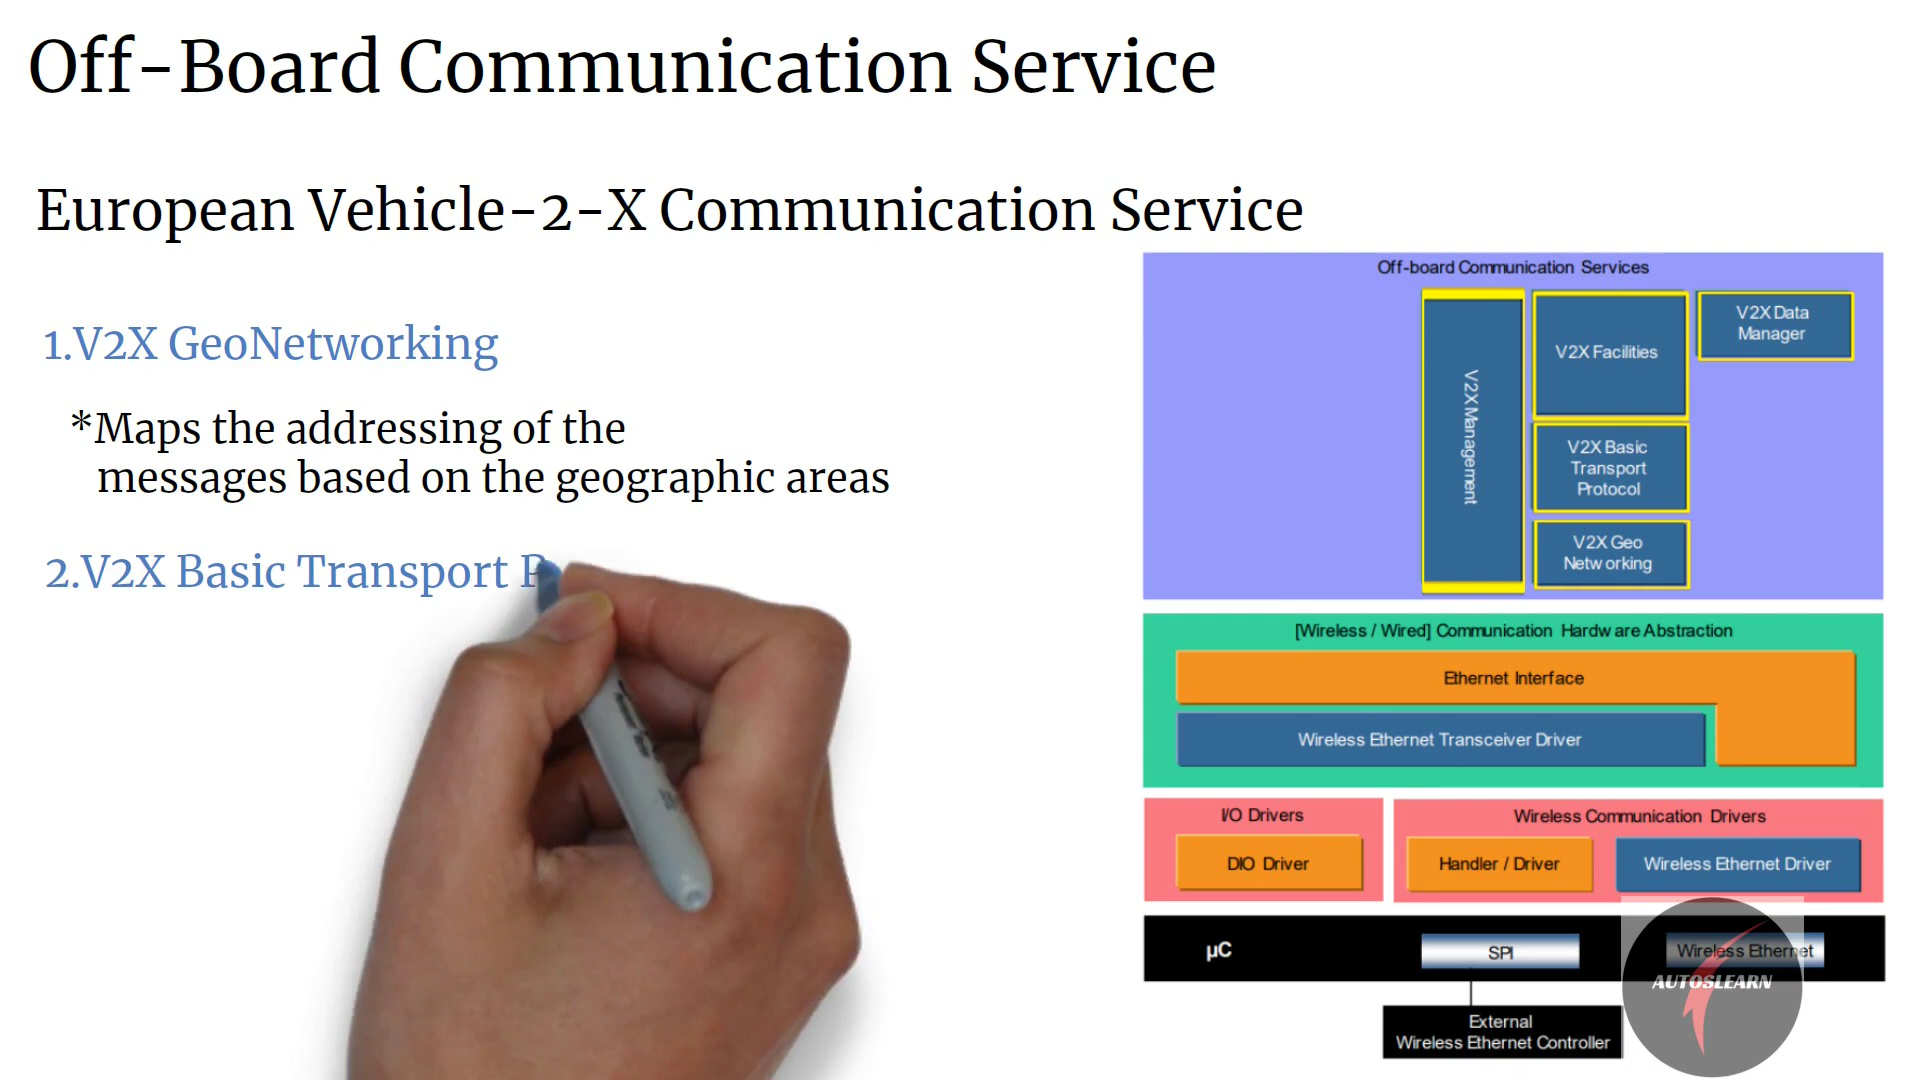 Off-Board Communication Service
European Vehicle-2-X Communication Service
1.V2X GeoNetworking
*Maps the addressing of the
messages based on the geographic areas
2.V2X Basic Transport P
Off-board Communication Services
V2X Management
V2X Facilities
V2X Data
Manager
V2X Basic
Transport
Protocol
V2X Geo
Networking
[Wireless / Wired] Communication Hardware Abstraction
Ethernet Interface
Wireless Ethernet Transceiver Driver
I/O Drivers
DIO Driver
Wireless Communication Drivers
Handler / Driver
Wireless Ethernet Driver
µC
SPI
Wireless Ethernet
AUTOSLEARN
External
Wireless Ethernet Controller